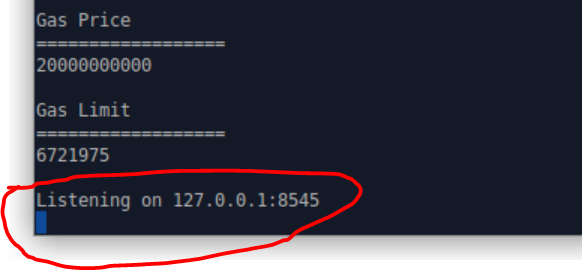 Gas Price
==================
20000000000
Gas Limit
==================
6721975
Listening on 127.0.0.1:8545